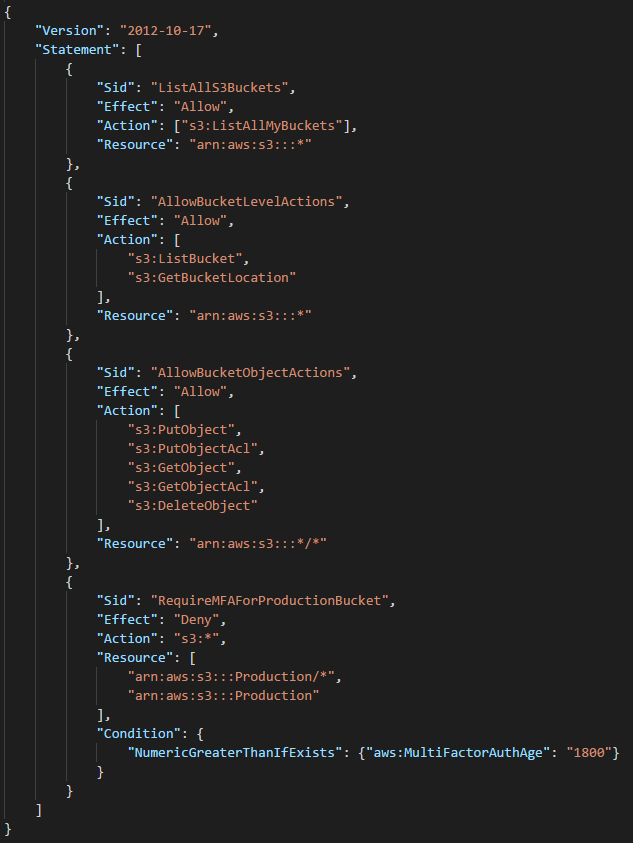 {
    "Version": "2012-10-17",
    "Statement": [
        {
            "Sid": "ListAllS3Buckets",
            "Effect": "Allow",
            "Action": ["s3:ListAllMyBuckets"],
            "Resource": "arn:aws:s3:::*"
        },
        {
            "Sid": "AllowBucketLevelActions",
            "Effect": "Allow",
            "Action": [
                "s3:ListBucket",
                "s3:GetBucketLocation"
            ],
            "Resource": "arn:aws:s3:::*"
        },
        {
            "Sid": "AllowBucketObjectActions",
            "Effect": "Allow",
            "Action": [
                "s3:PutObject",
                "s3:PutObjectAcl",
                "s3:GetObject",
                "s3:GetObjectAcl",
                "s3:DeleteObject"
            ],
            "Resource": "arn:aws:s3:::*/*"
        },
        {
            "Sid": "RequireMFAForProductionBucket",
            "Effect": "Deny",
            "Action": "s3:*",
            "Resource": [
                "arn:aws:s3:::Production/*",
                "arn:aws:s3:::Production"
            ],
            "Condition": {
                "NumericGreaterThanIfExists": {"aws:MultiFactorAuthAge": "1800"}
            }
        }
    ]
}